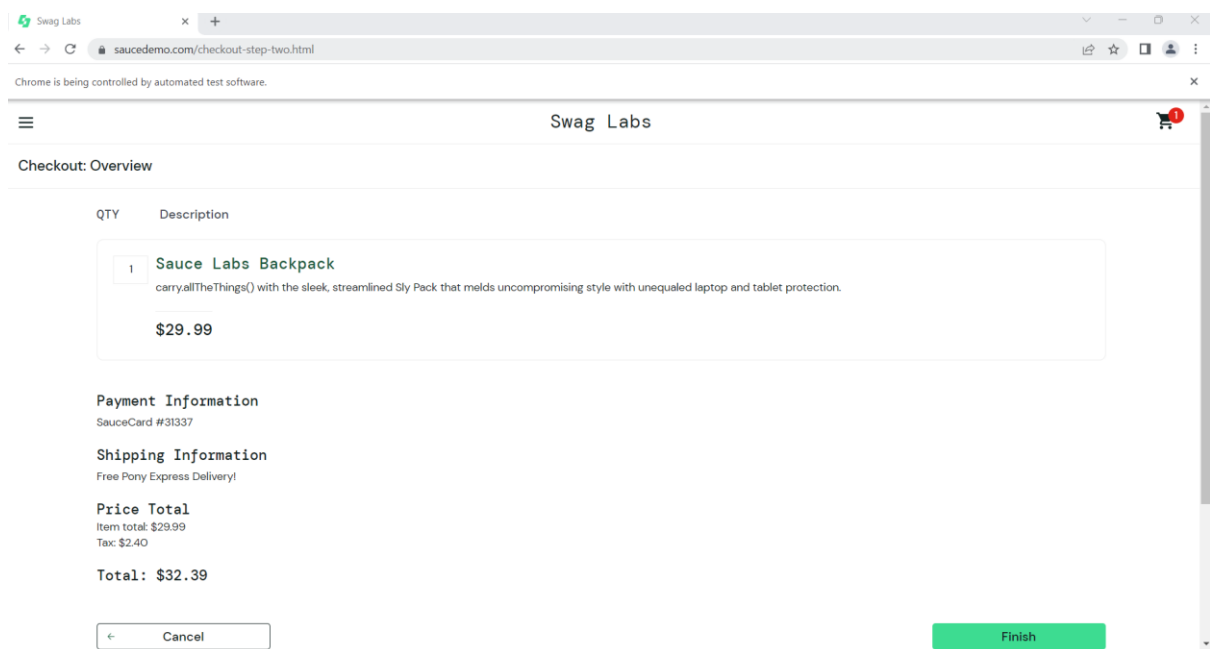 Swag Labs
saucedemo.com/checkout-step-two.html
Chrome is being controlled by automated test software.
Swag Labs
1
Checkout: Overview
QTY Description
1 Sauce Labs Backpack
carry.allTheThings() with the sleek, streamlined Sly Pack that melds uncompromising style with unequaled laptop and tablet protection.
$29.99
Payment Information
SauceCard #31337
Shipping Information
Free Pony Express Delivery!
Price Total
Item total: $29.99
Tax: $2.40
Total: $32.39
Cancel Finish